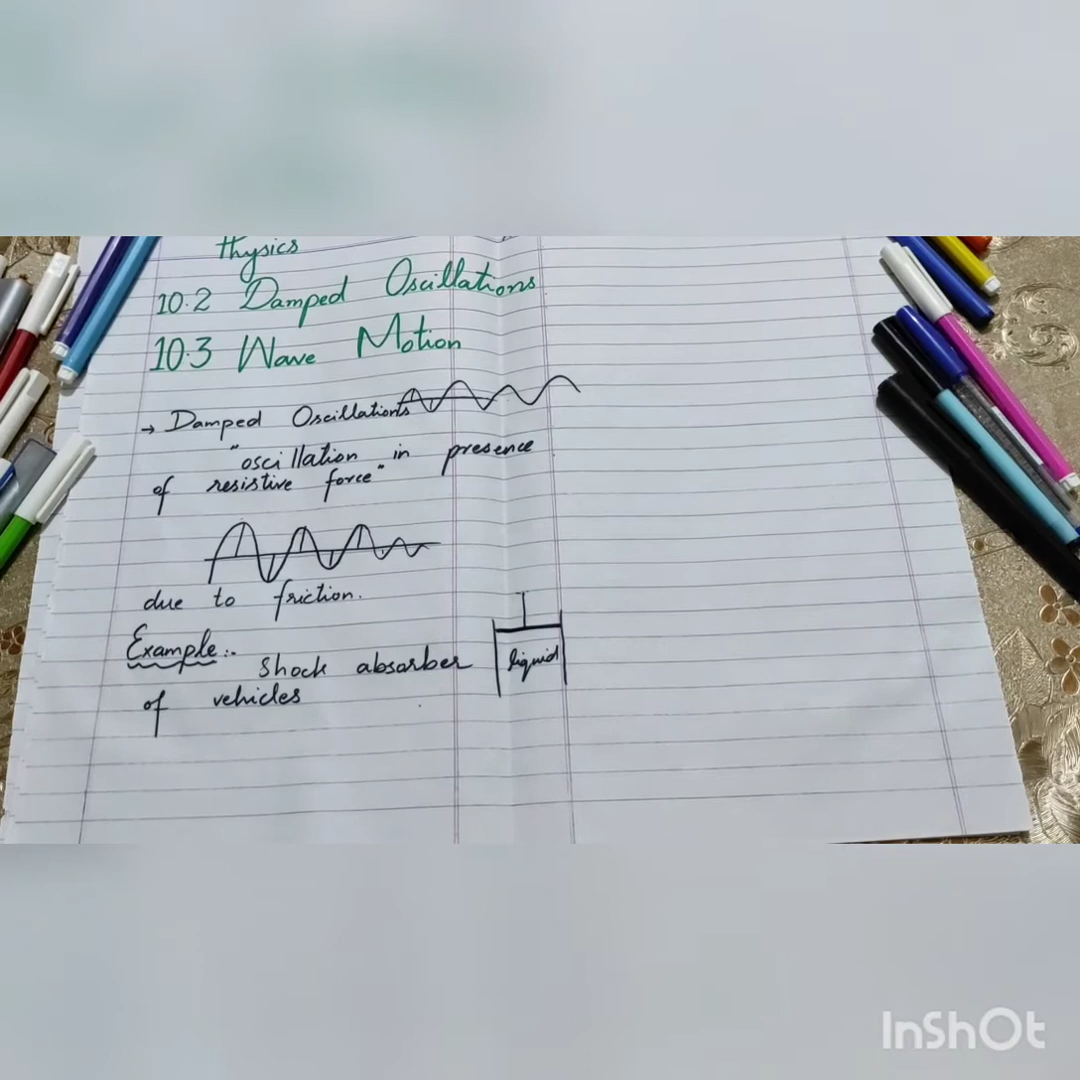 Physics
10.2 Damped Oscillations
10.3 Wave Motion
→ Damped Oscillations
"oscillation in presence
of resistive force"
due to friction.
Example:-
Shock absarber
of vehicles
liquid
InShOt